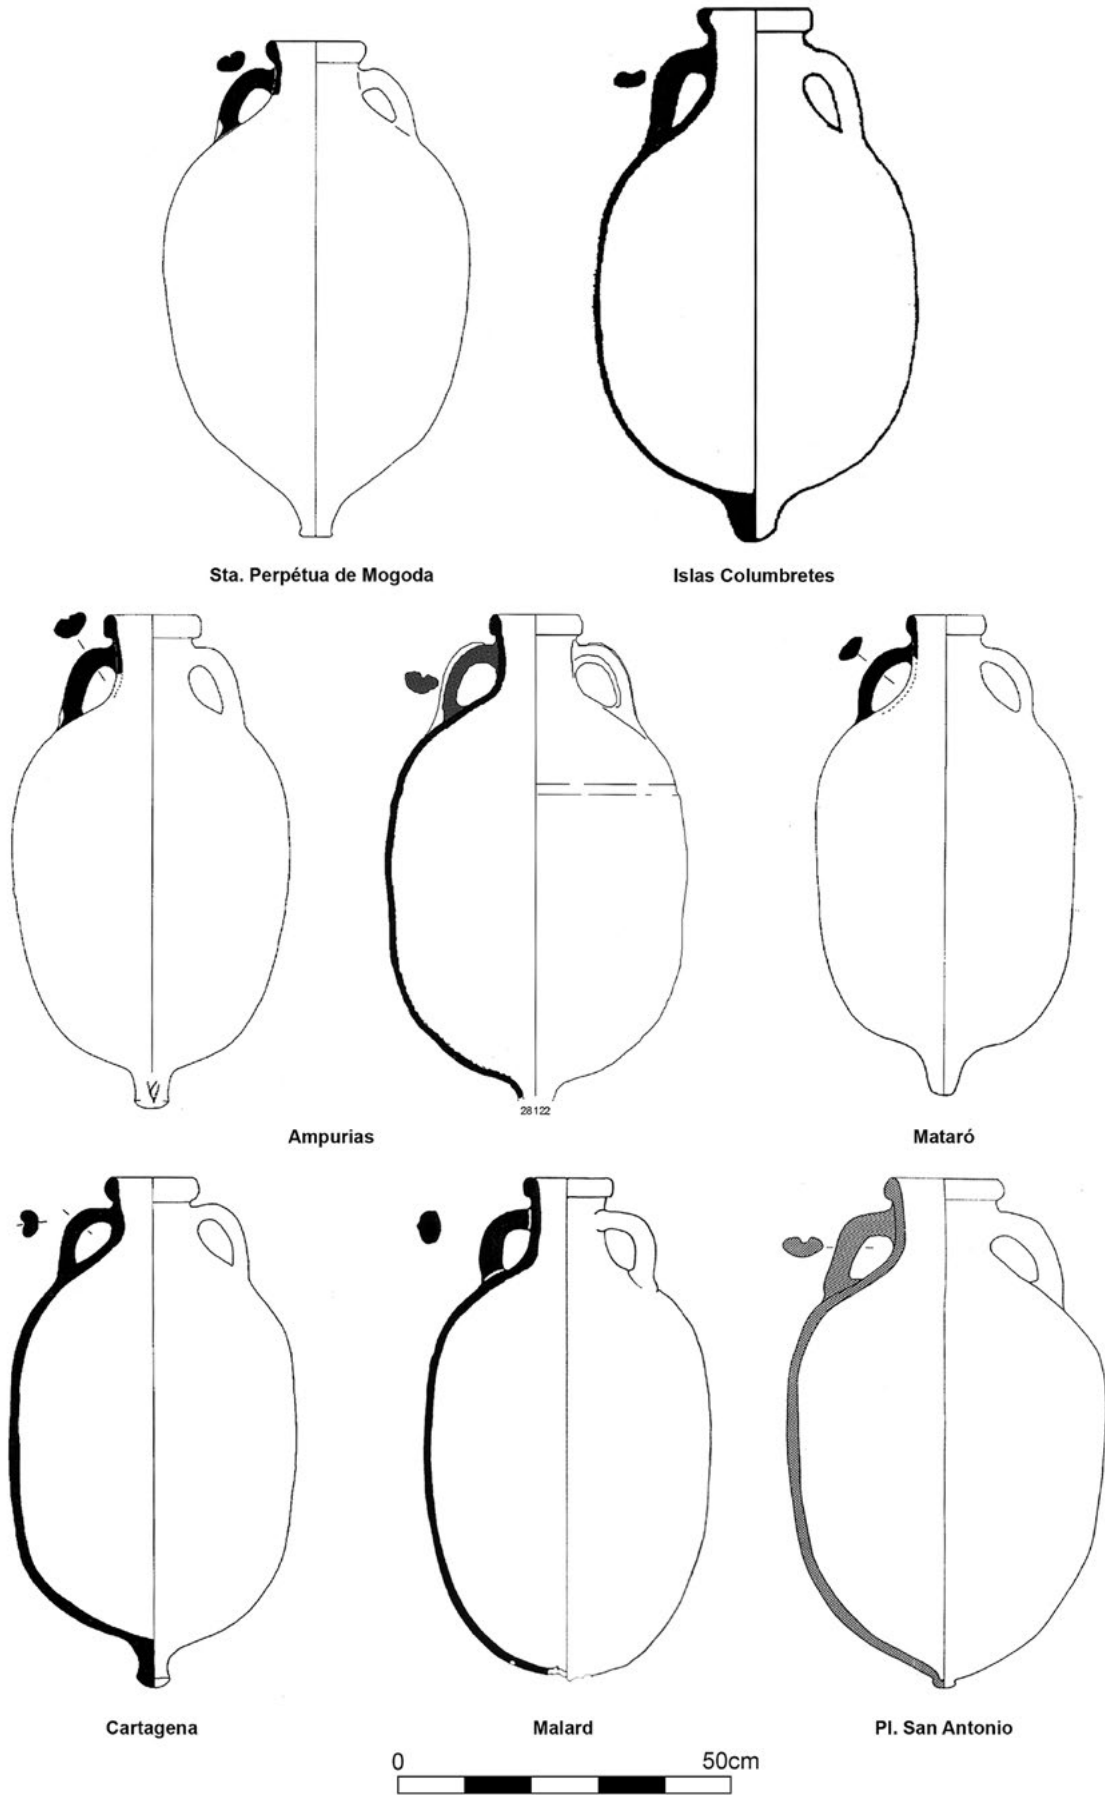 Sta. Perpétua de Mogoda
Islas Columbretes
28122
Ampurias
Mataró
Cartagena
Malard
Pl. San Antonio
0 50cm